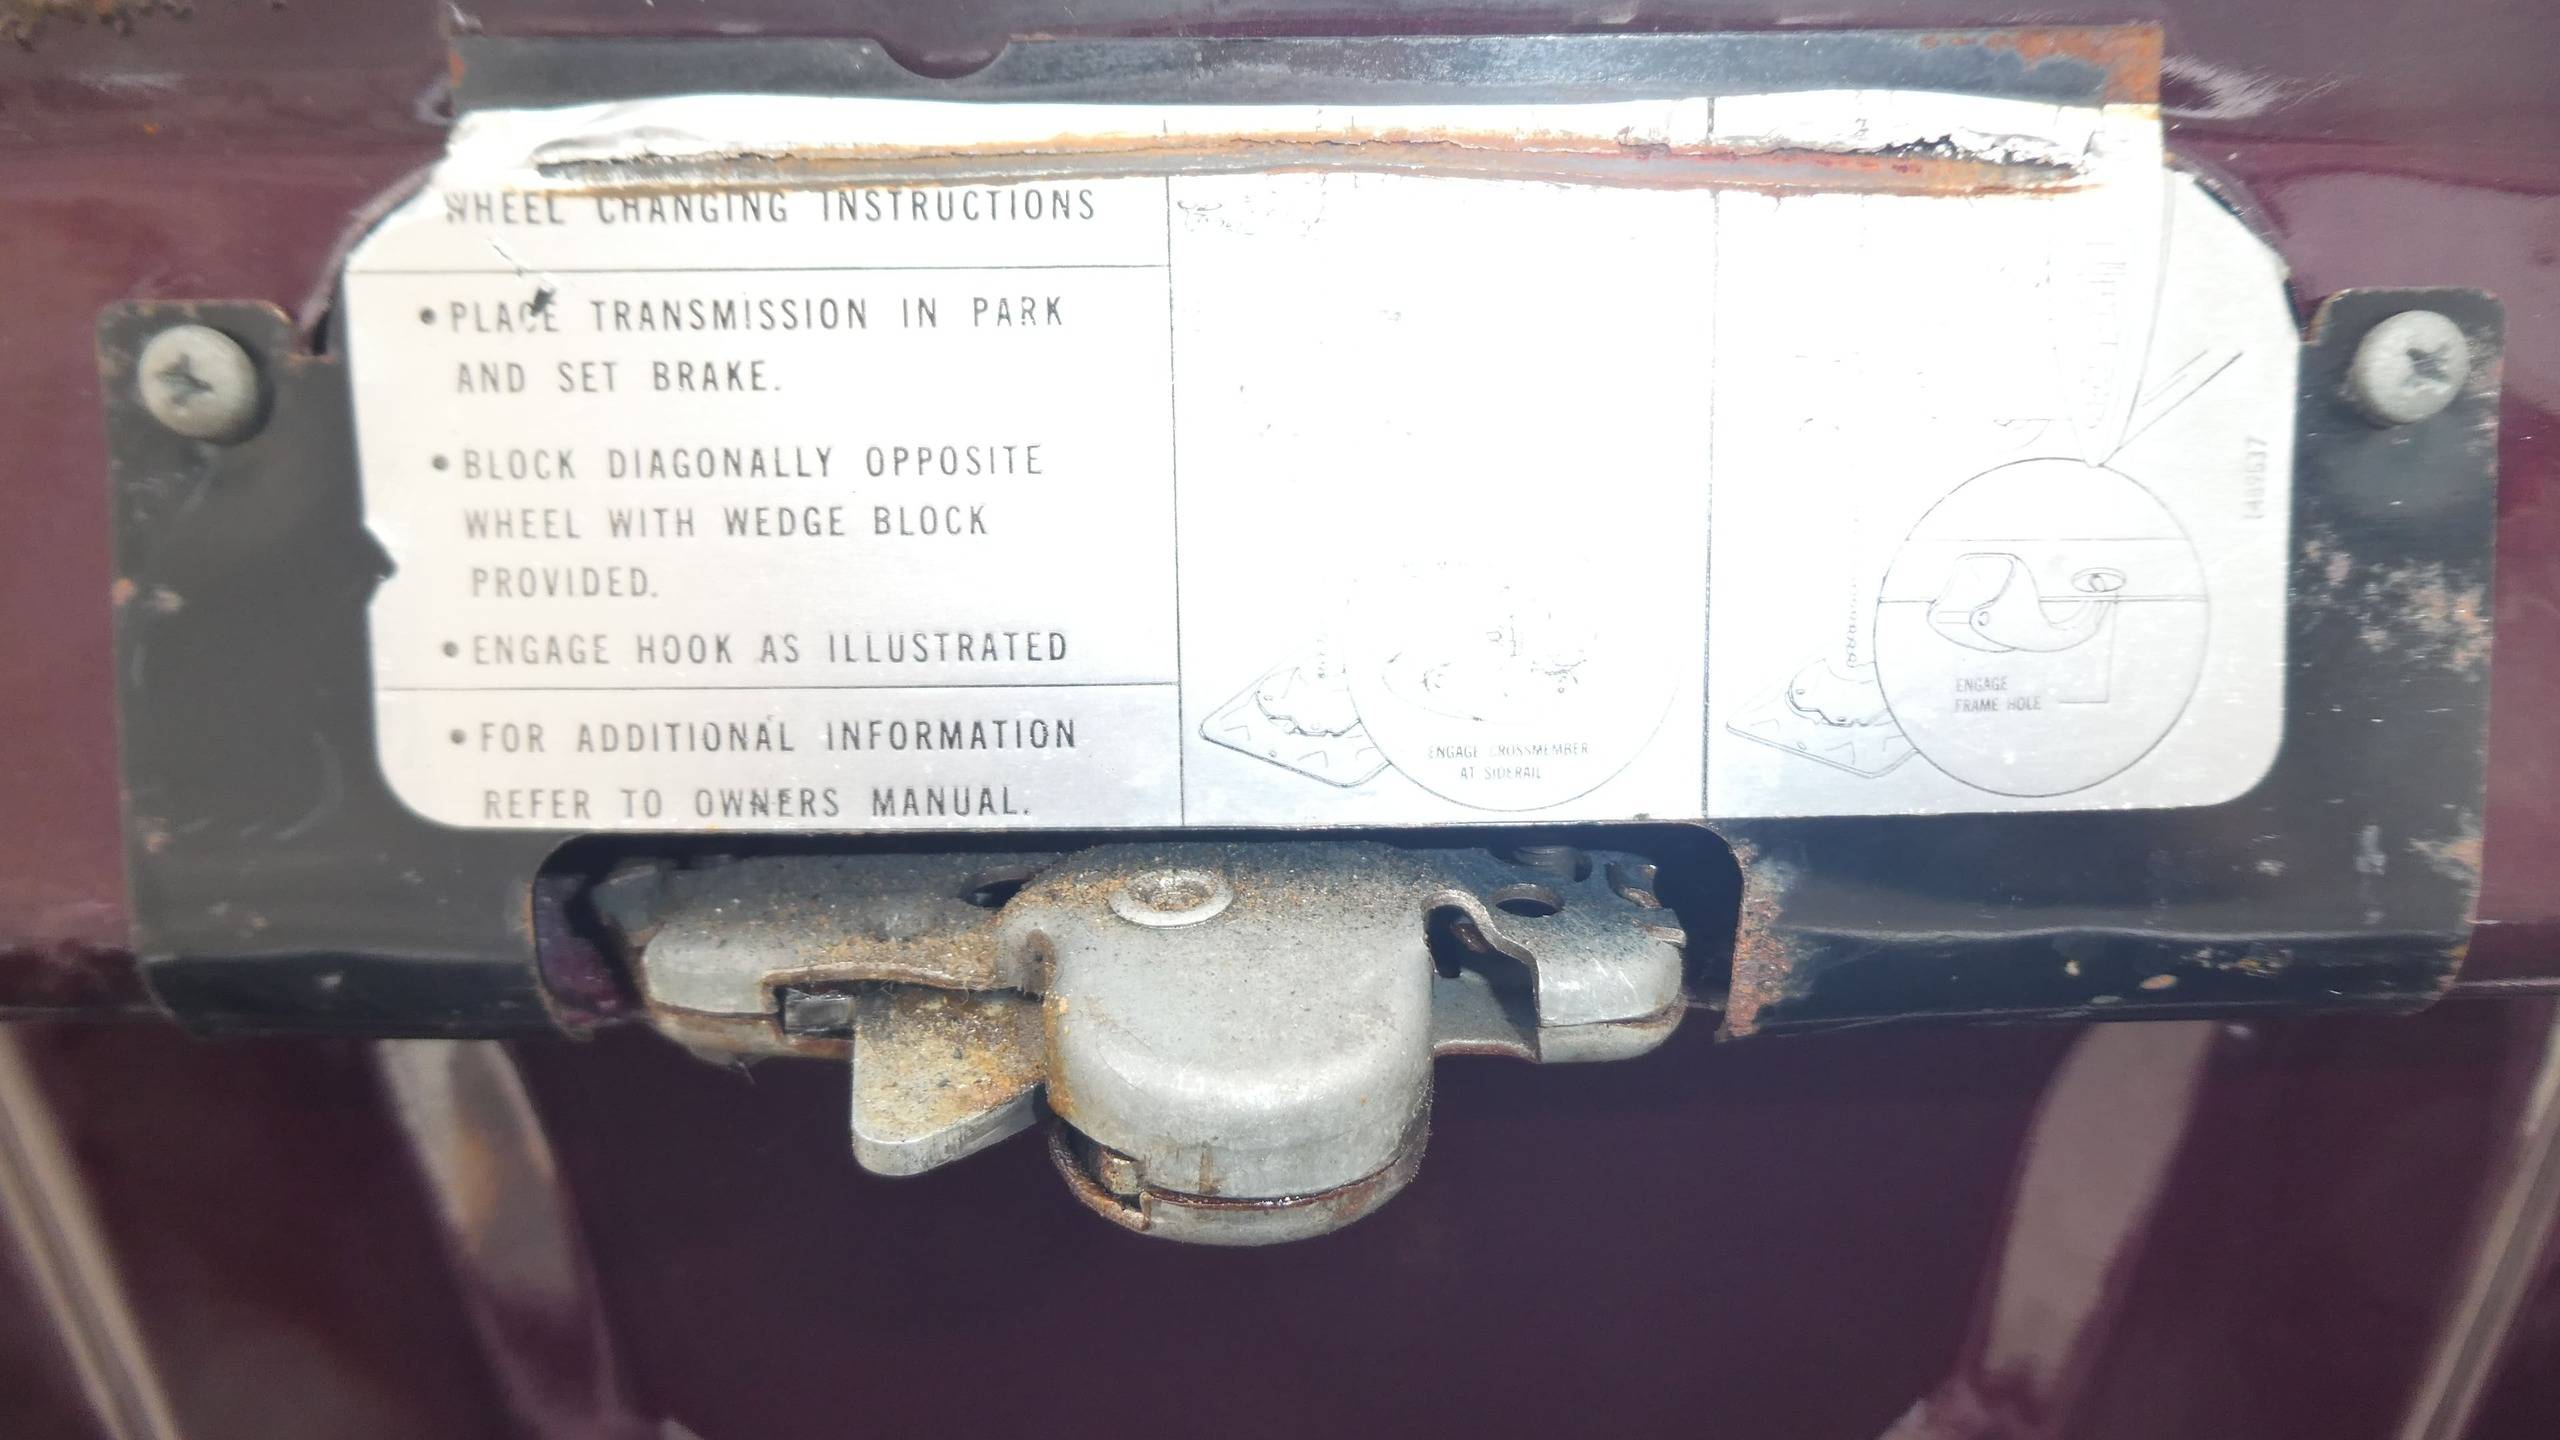 WHEEL CHANGING INSTRUCTIONS
• PLACE TRANSMISSION IN PARK
AND SET BRAKE.
• BLOCK DIAGONALLY OPPOSITE
WHEEL WITH WEDGE BLOCK
PROVIDED.
• ENGAGE HOOK AS ILLUSTRATED
• FOR ADDITIONAL INFORMATION
REFER TO OWNERS MANUAL.
ENGAGE CROSSMEMBER
AT SIDERAIL
ENGAGE
FRAME HOLE